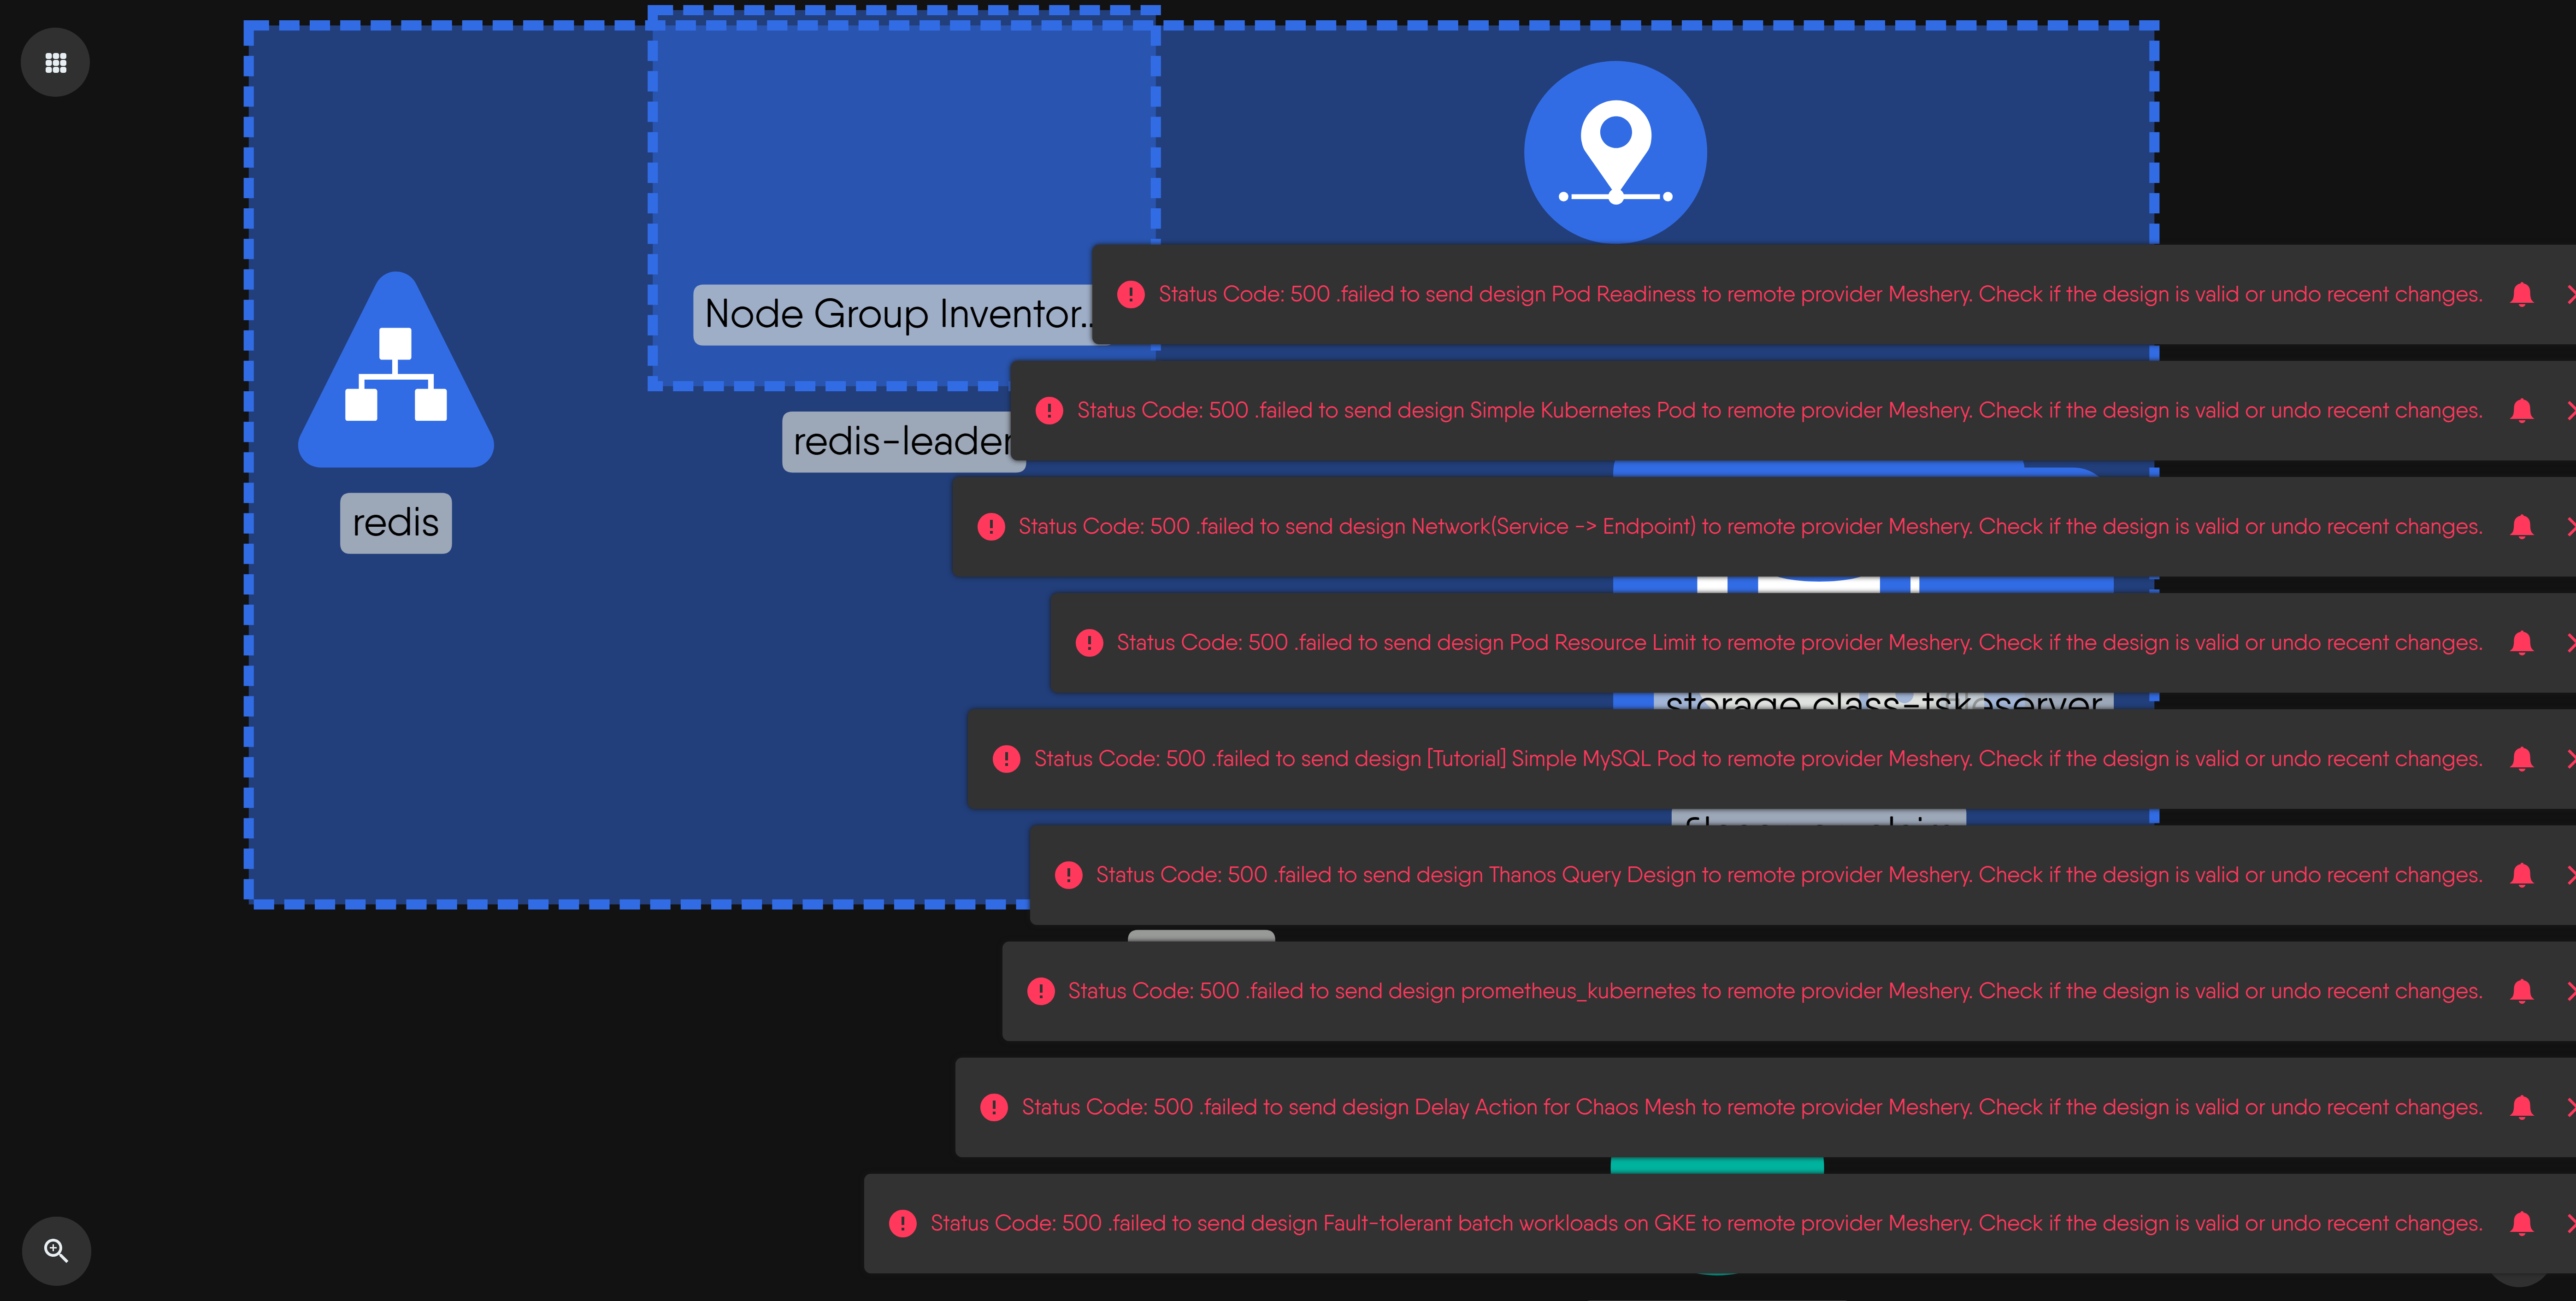 Node Group Inventor..
Status Code: 500 .failed to send design Pod Readiness to remote provider Meshery. Check if the design is valid or undo recent changes.
Status Code: 500 .failed to send design Simple Kubernetes Pod to remote provider Meshery. Check if the design is valid or undo recent changes.
redis-leader
redis
Status Code: 500 .failed to send design Network(Service -> Endpoint) to remote provider Meshery. Check if the design is valid or undo recent changes.
Status Code: 500 .failed to send design Pod Resource Limit to remote provider Meshery. Check if the design is valid or undo recent changes.
storage class-tskeserver
Status Code: 500 .failed to send design [Tutorial] Simple MySQL Pod to remote provider Meshery. Check if the design is valid or undo recent changes.
Status Code: 500 .failed to send design Thanos Query Design to remote provider Meshery. Check if the design is valid or undo recent changes.
Status Code: 500 .failed to send design prometheus_kubernetes to remote provider Meshery. Check if the design is valid or undo recent changes.
Status Code: 500 .failed to send design Delay Action for Chaos Mesh to remote provider Meshery. Check if the design is valid or undo recent changes.
Status Code: 500 .failed to send design Fault-tolerant batch workloads on GKE to remote provider Meshery. Check if the design is valid or undo recent changes.